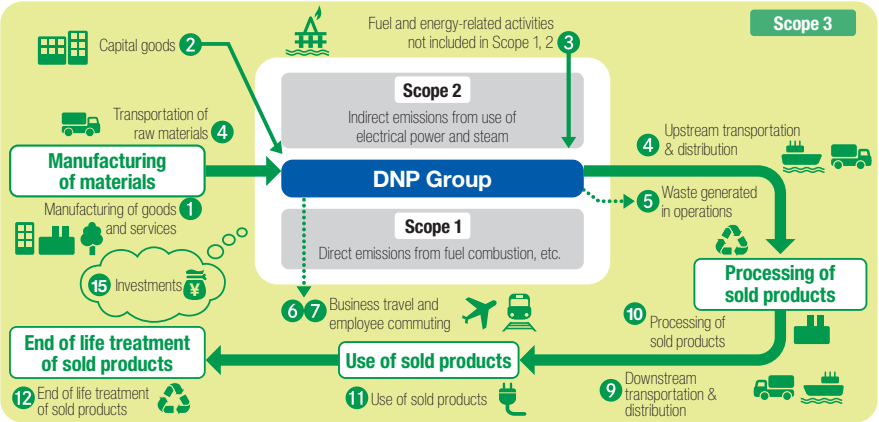 Scope 3
Capital goods 2
Fuel and energy-related activities
not included in Scope 1, 2 3
Scope 2
Indirect emissions from use of
electrical power and steam
Transportation of
raw materials 4
Manufacturing
of materials
DNP Group
4 Upstream transportation
& distribution
5 Waste generated
in operations
Manufacturing of goods 1
and services
Scope 1
Direct emissions from fuel combustion, etc.
15 Investments ¥
6 7 Business travel and
employee commuting
Processing of
sold products
10 Processing of
sold products
End of life treatment
of sold products
Use of sold products
12 End of life treatment
of sold products
11 Use of sold products
9 Downstream
transportation &
distribution